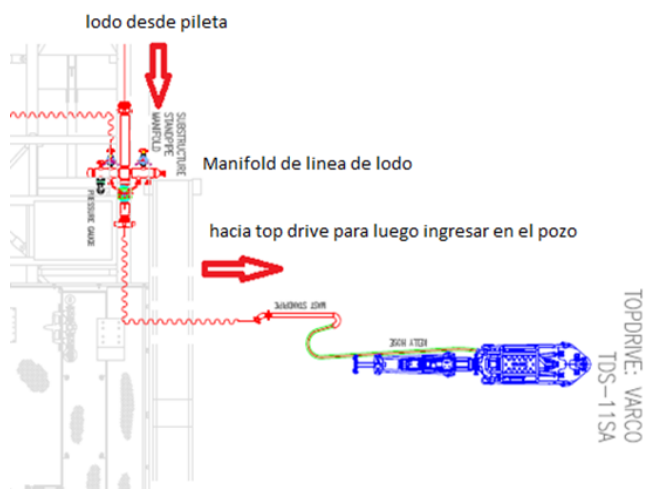 lodo desde pileta
SUBSTRUCTURE
STANDPIPE
MANIFOLD
Manifold de linea de lodo
PRESSURE GAUGE
hacia top drive para luego ingresar en el pozo
MAST STANDPIPE
KELLY HOSE
TOPDRIVE: VARCO
TDS-11SA